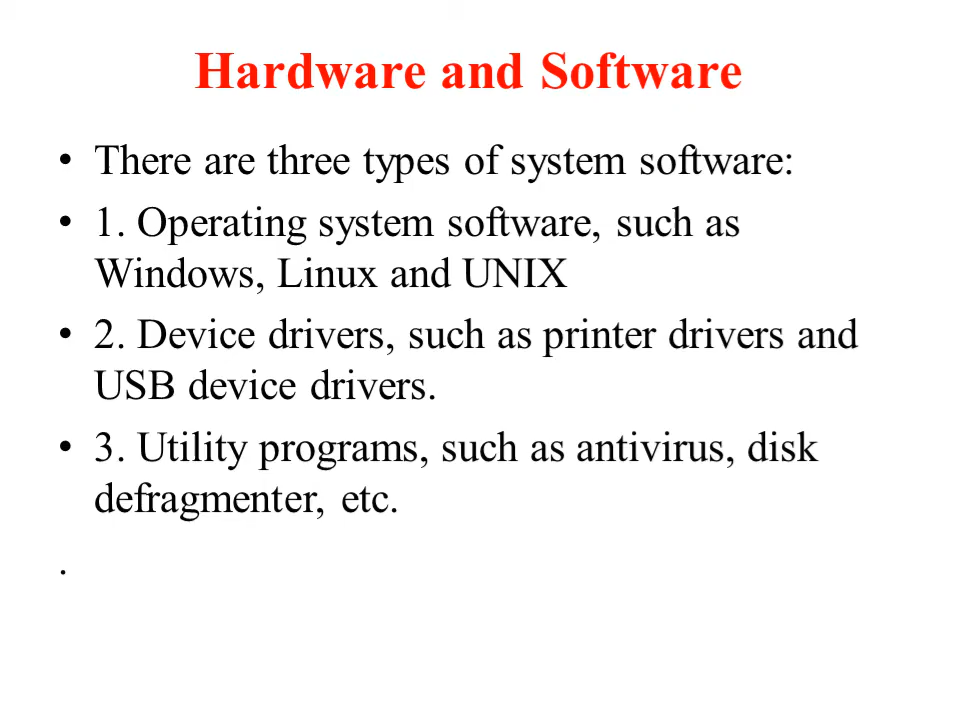 Hardware and Software
• There are three types of system software:
• 1. Operating system software, such as
Windows, Linux and UNIX
• 2. Device drivers, such as printer drivers and
USB device drivers.
• 3. Utility programs, such as antivirus, disk
defragmenter, etc.
.